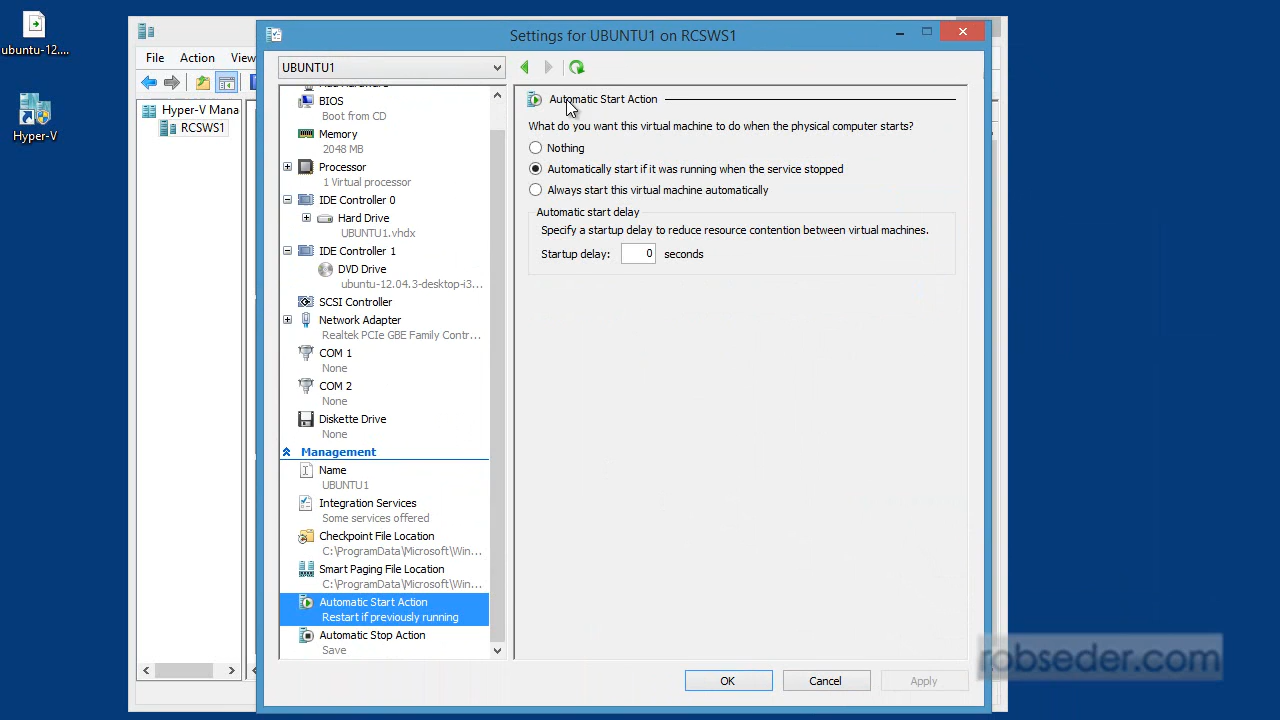 ubuntu-12....
Hyper-V
File
Action
View
Hyper-V Mana
RCSWS1
Settings for UBUNTU1 on RCSWS1
UBUNTU1
BIOS
Boot from CD
Memory
2048 MB
Processor
1 Virtual processor
IDE Controller 0
Hard Drive
UBUNTU1.vhdx
IDE Controller 1
DVD Drive
ubuntu-12.04.3-desktop-i3...
SCSI Controller
Network Adapter
Realtek PCIe GBE Family Contr...
COM 1
None
COM 2
None
Diskette Drive
None
Management
Name
UBUNTU1
Integration Services
Some services offered
Checkpoint File Location
C:\ProgramData\Microsoft\Win...
Smart Paging File Location
C:\ProgramData\Microsoft\Win...
Automatic Start Action
Restart if previously running
Automatic Stop Action
Save
Automatic Start Action
What do you want this virtual machine to do when the physical computer starts?
Nothing
Automatically start if it was running when the service stopped
Always start this virtual machine automatically
Automatic start delay
Specify a startup delay to reduce resource contention between virtual machines.
Startup delay: 0 seconds
OK
Cancel
Apply
robseder.com